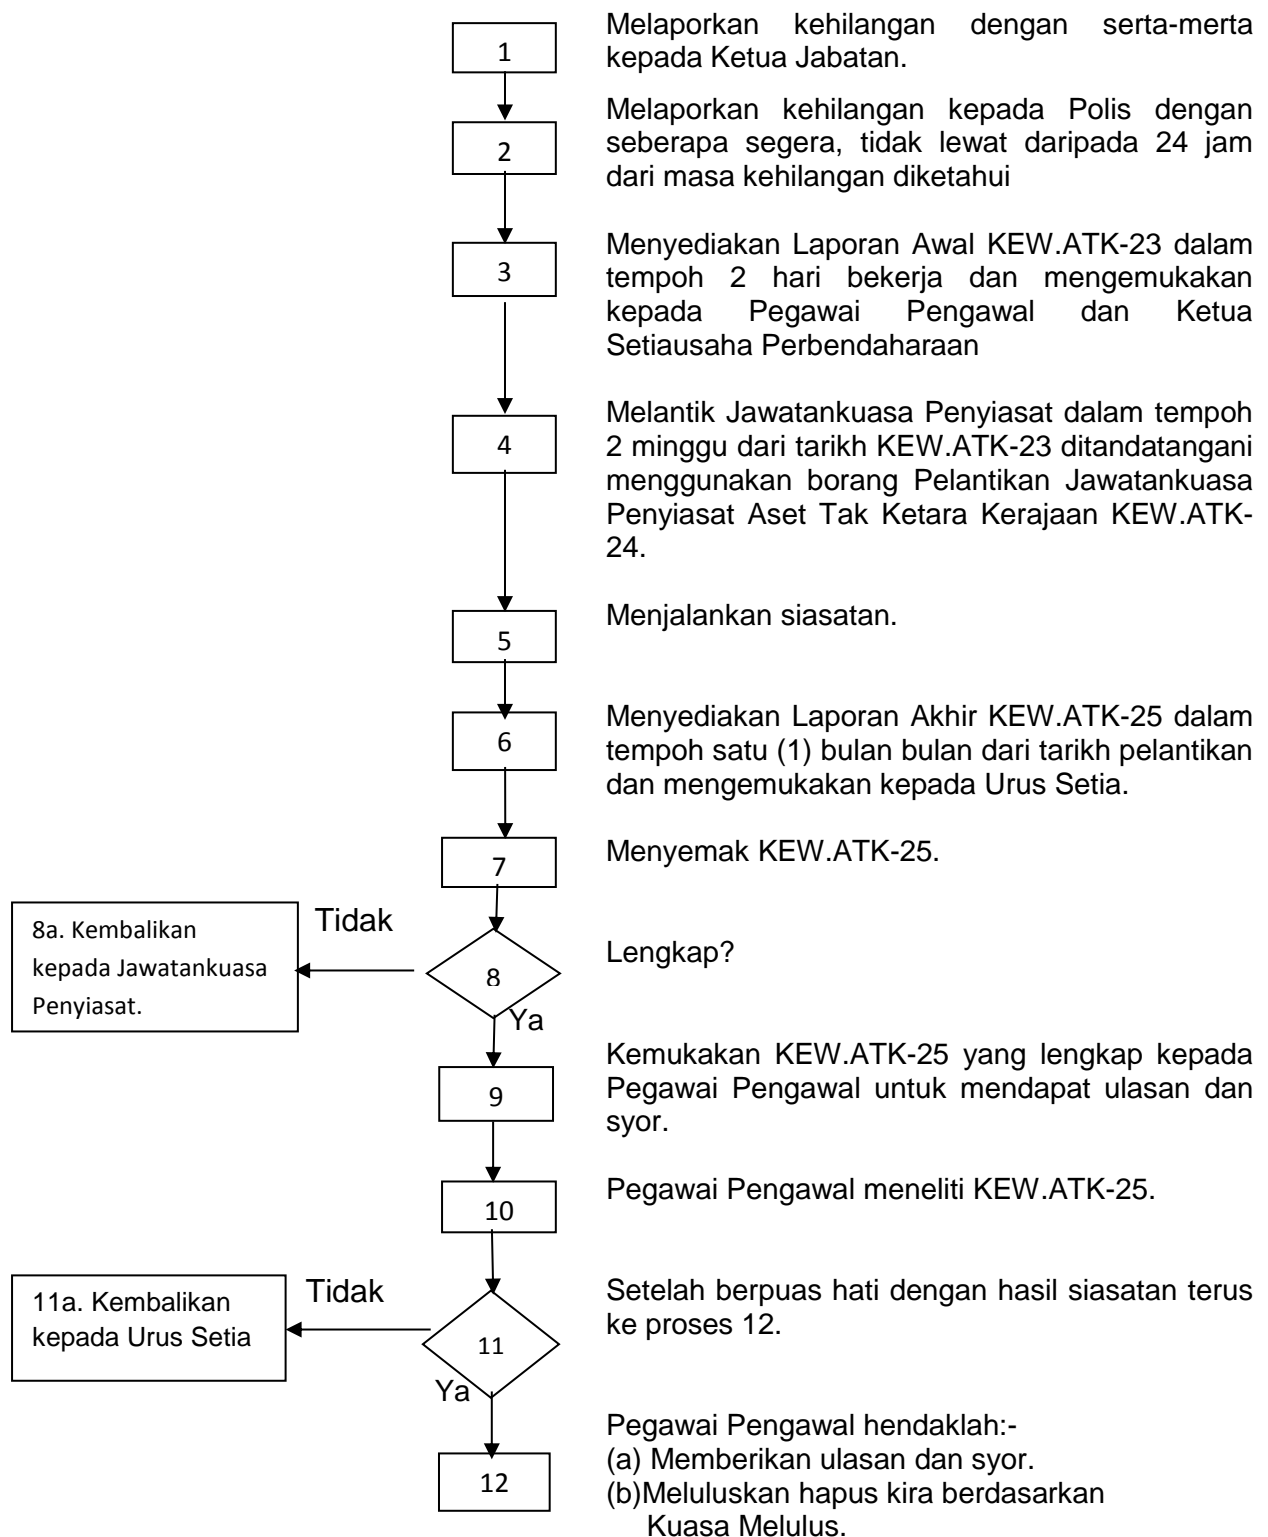 1
Melaporkan kehilangan dengan serta-merta
kepada Ketua Jabatan.
2
Melaporkan kehilangan kepada Polis dengan
seberapa segera, tidak lewat daripada 24 jam
dari masa kehilangan diketahui
3
Menyediakan Laporan Awal KEW.ATK-23 dalam
tempoh 2 hari bekerja dan mengemukakan
kepada Pegawai Pengawal dan Ketua
Setiausaha Perbendaharaan
4
Melantik Jawatankuasa Penyiasat dalam tempoh
2 minggu dari tarikh KEW.ATK-23 ditandatangani
menggunakan borang Pelantikan Jawatankuasa
Penyiasat Aset Tak Ketara Kerajaan KEW.ATK-
24.
5
Menjalankan siasatan.
6
Menyediakan Laporan Akhir KEW.ATK-25 dalam
tempoh satu (1) bulan bulan dari tarikh pelantikan
dan mengemukakan kepada Urus Setia.
7
Menyemak KEW.ATK-25.
8a. Kembalikan
kepada Jawatankuasa
Penyiasat.
Tidak
8
Lengkap?
Ya
9
Kemukakan KEW.ATK-25 yang lengkap kepada
Pegawai Pengawal untuk mendapat ulasan dan
syor.
10
Pegawai Pengawal meneliti KEW.ATK-25.
11a. Kembalikan
kepada Urus Setia
Tidak
11
Setelah berpuas hati dengan hasil siasatan terus
ke proses 12.
Ya
12
Pegawai Pengawal hendaklah:-
(a) Memberikan ulasan dan syor.
(b)Meluluskan hapus kira berdasarkan
Kuasa Melulus.